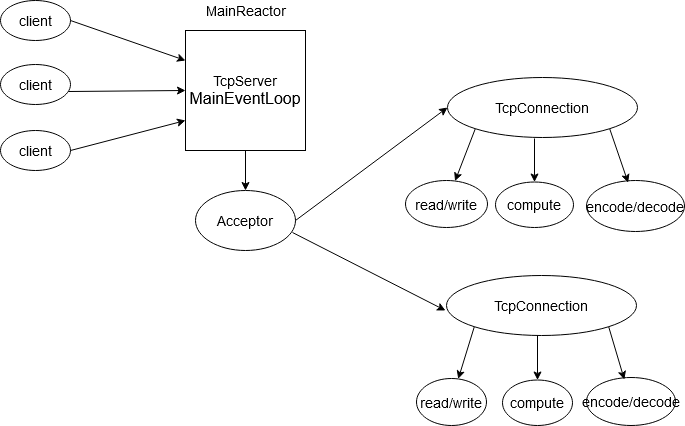 MainReactor
client
client
client
TcpServer
MainEventLoop
Acceptor
TcpConnection
read/write
compute
encode/decode
TcpConnection
read/write
compute
encode/decode